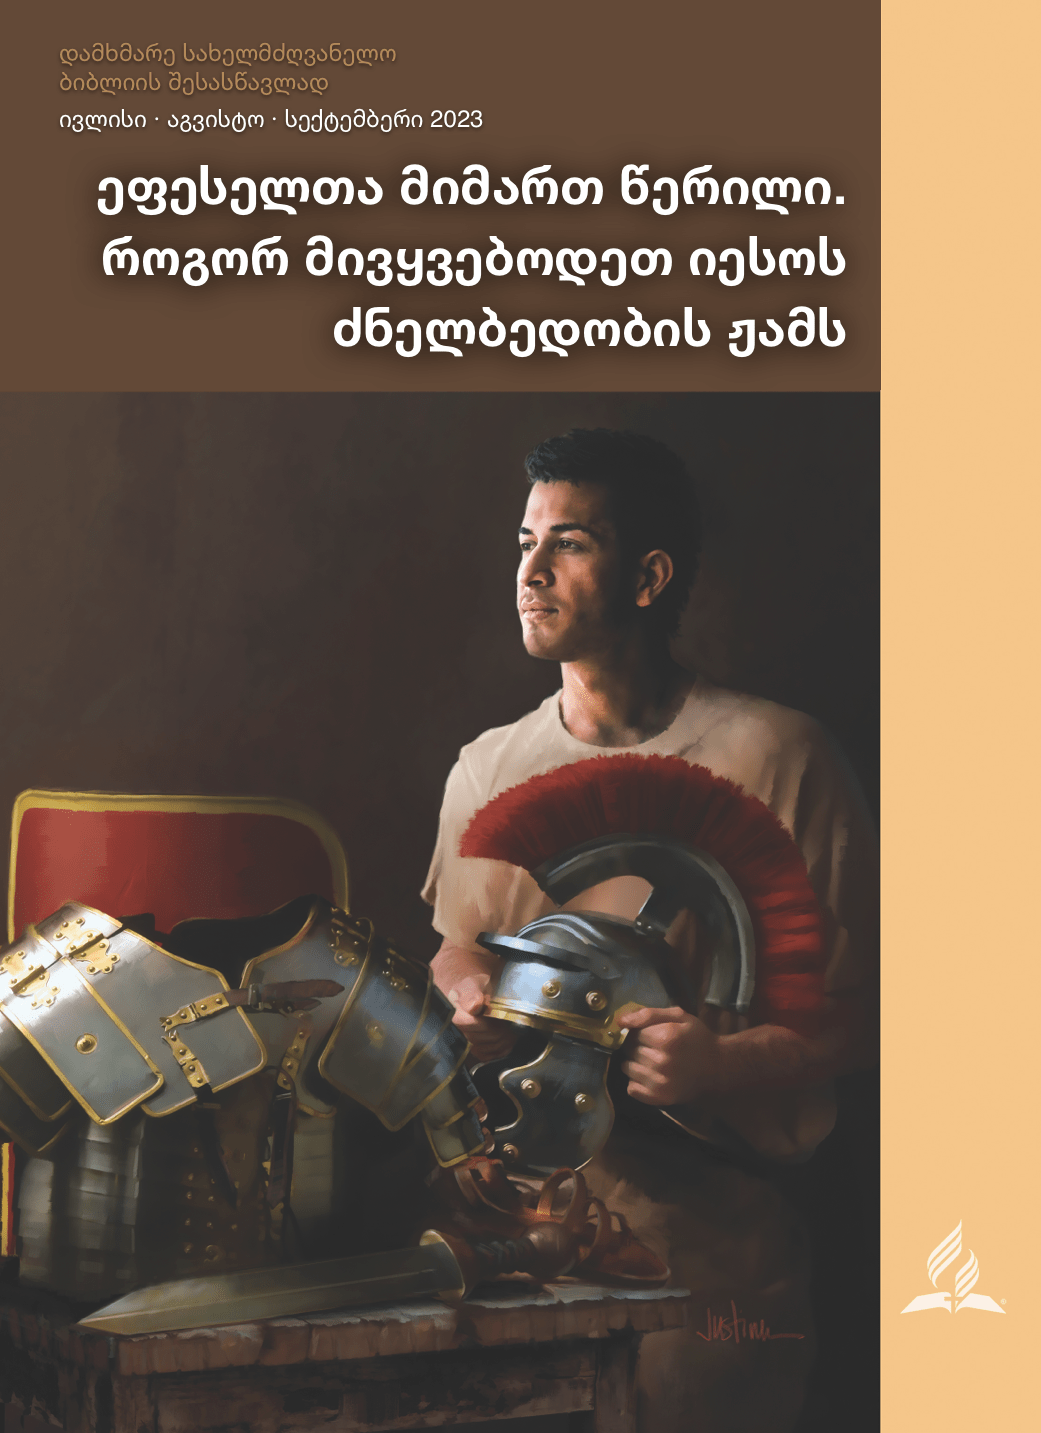 დამხმარე სახელმძღვანელო
ბიბლიის შესასწავლად
ივლისი · აგვისტო · სექტემბერი 2023
ეფესელთა მიმართ წერილი.
როგორ მივყვებოდეთ იესოს
ძნელბედობის ჟამს